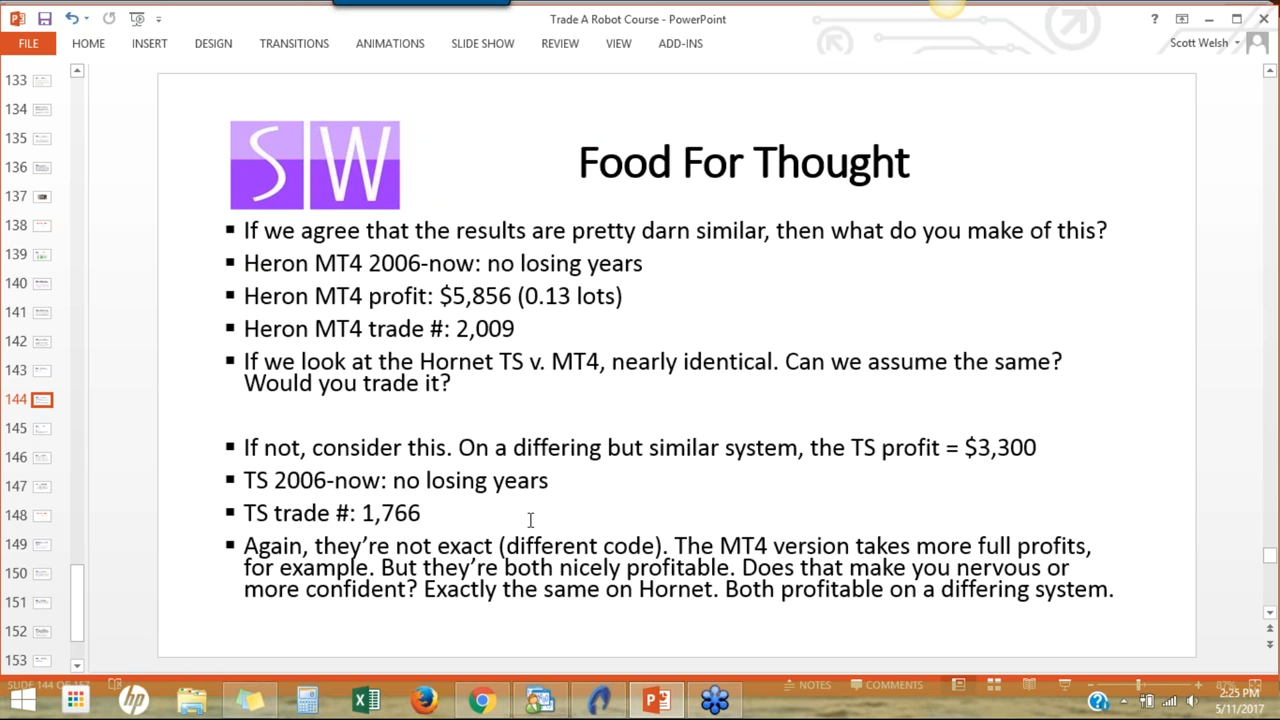 Trade A Robot Course - PowerPoint
?
FILE HOME INSERT DESIGN TRANSITIONS ANIMATIONS SLIDE SHOW REVIEW VIEW ADD-INS
Scott Welsh
133
134
135
136
137
138
139
140
141
142
143
144
145
146
147
148
149
150
151
152
153
SW
Food For Thought
▪ If we agree that the results are pretty darn similar, then what do you make of this?
▪ Heron MT4 2006-now: no losing years
▪ Heron MT4 profit: $5,856 (0.13 lots)
▪ Heron MT4 trade #: 2,009
▪ If we look at the Hornet TS v. MT4, nearly identical. Can we assume the same?
Would you trade it?
▪ If not, consider this. On a differing but similar system, the TS profit = $3,300
▪ TS 2006-now: no losing years
▪ TS trade #: 1,766
▪ Again, they’re not exact (different code). The MT4 version takes more full profits,
for example. But they’re both nicely profitable. Does that make you nervous or
more confident? Exactly the same on Hornet. Both profitable on a differing system.
SLIDE 144 OF 157
NOTES COMMENTS 87%
2:25 PM
5/11/2017